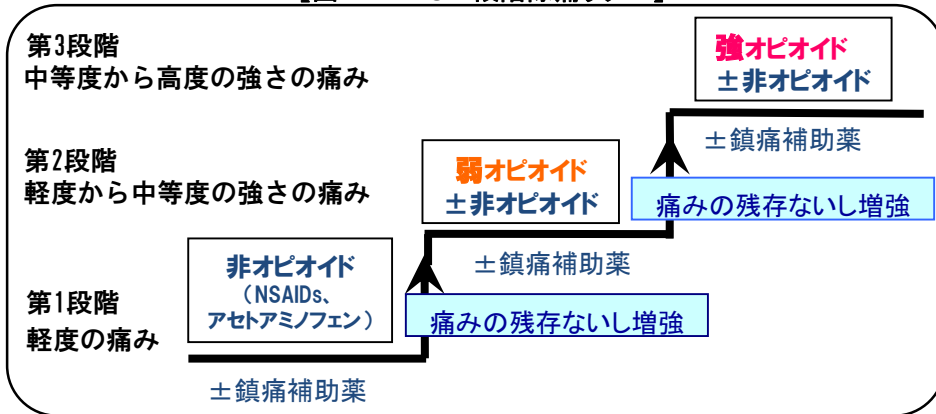 第3段階
中等度から高度の強さの痛み
強オピオイド
±非オピオイド
±鎮痛補助薬
第2段階
軽度から中等度の強さの痛み
弱オピオイド
±非オピオイド
痛みの残存ないし増強
±鎮痛補助薬
非オピオイド
(NSAIDs、
アセトアミノフェン)
第1段階
軽度の痛み
痛みの残存ないし増強
±鎮痛補助薬